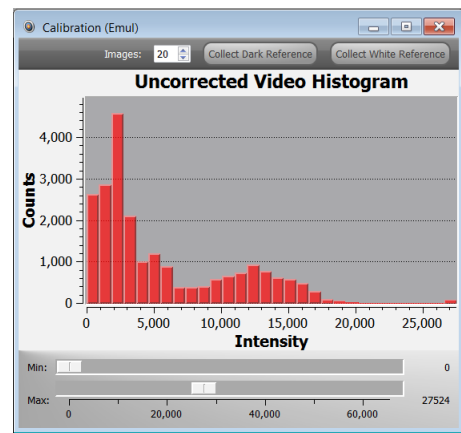 Calibration (Emul)
Images: 20 Collect Dark Reference Collect White Reference
Uncorrected Video Histogram
4,000
3,000
2,000
1,000
0
Counts
0 5,000 10,000 15,000 20,000 25,000
Intensity
Min: 0
Max: 27524
0 20,000 40,000 60,000